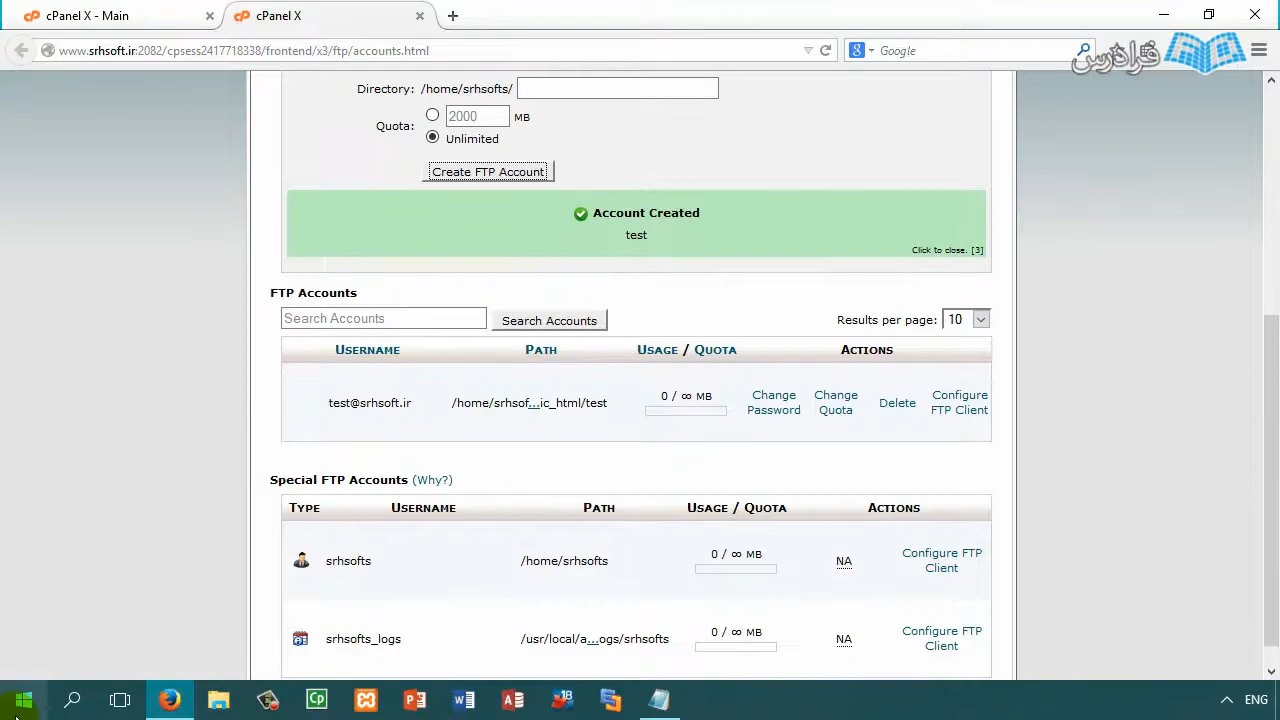 cPanel X - Main
cPanel X
www.srhsoft.ir:2082/cpsess2417718338/frontend/x3/ftp/accounts.html
Google
فرادرس
Directory: /home/srhsofts/
Quota:
2000 MB
Unlimited
Create FTP Account
Account Created
test
Click to close. [3]
FTP Accounts
Search Accounts
Search Accounts
Results per page: 10
USERNAME PATH USAGE / QUOTA ACTIONS
test@srhsoft.ir /home/srhsof...ic_html/test 0 / ∞ MB Change Password Change Quota Delete Configure FTP Client
Special FTP Accounts (Why?)
TYPE USERNAME PATH USAGE / QUOTA ACTIONS
srhsofts /home/srhsofts 0 / ∞ MB NA Configure FTP Client
srhsofts_logs /usr/local/a...ogs/srhsofts 0 / ∞ MB NA Configure FTP Client
ENG